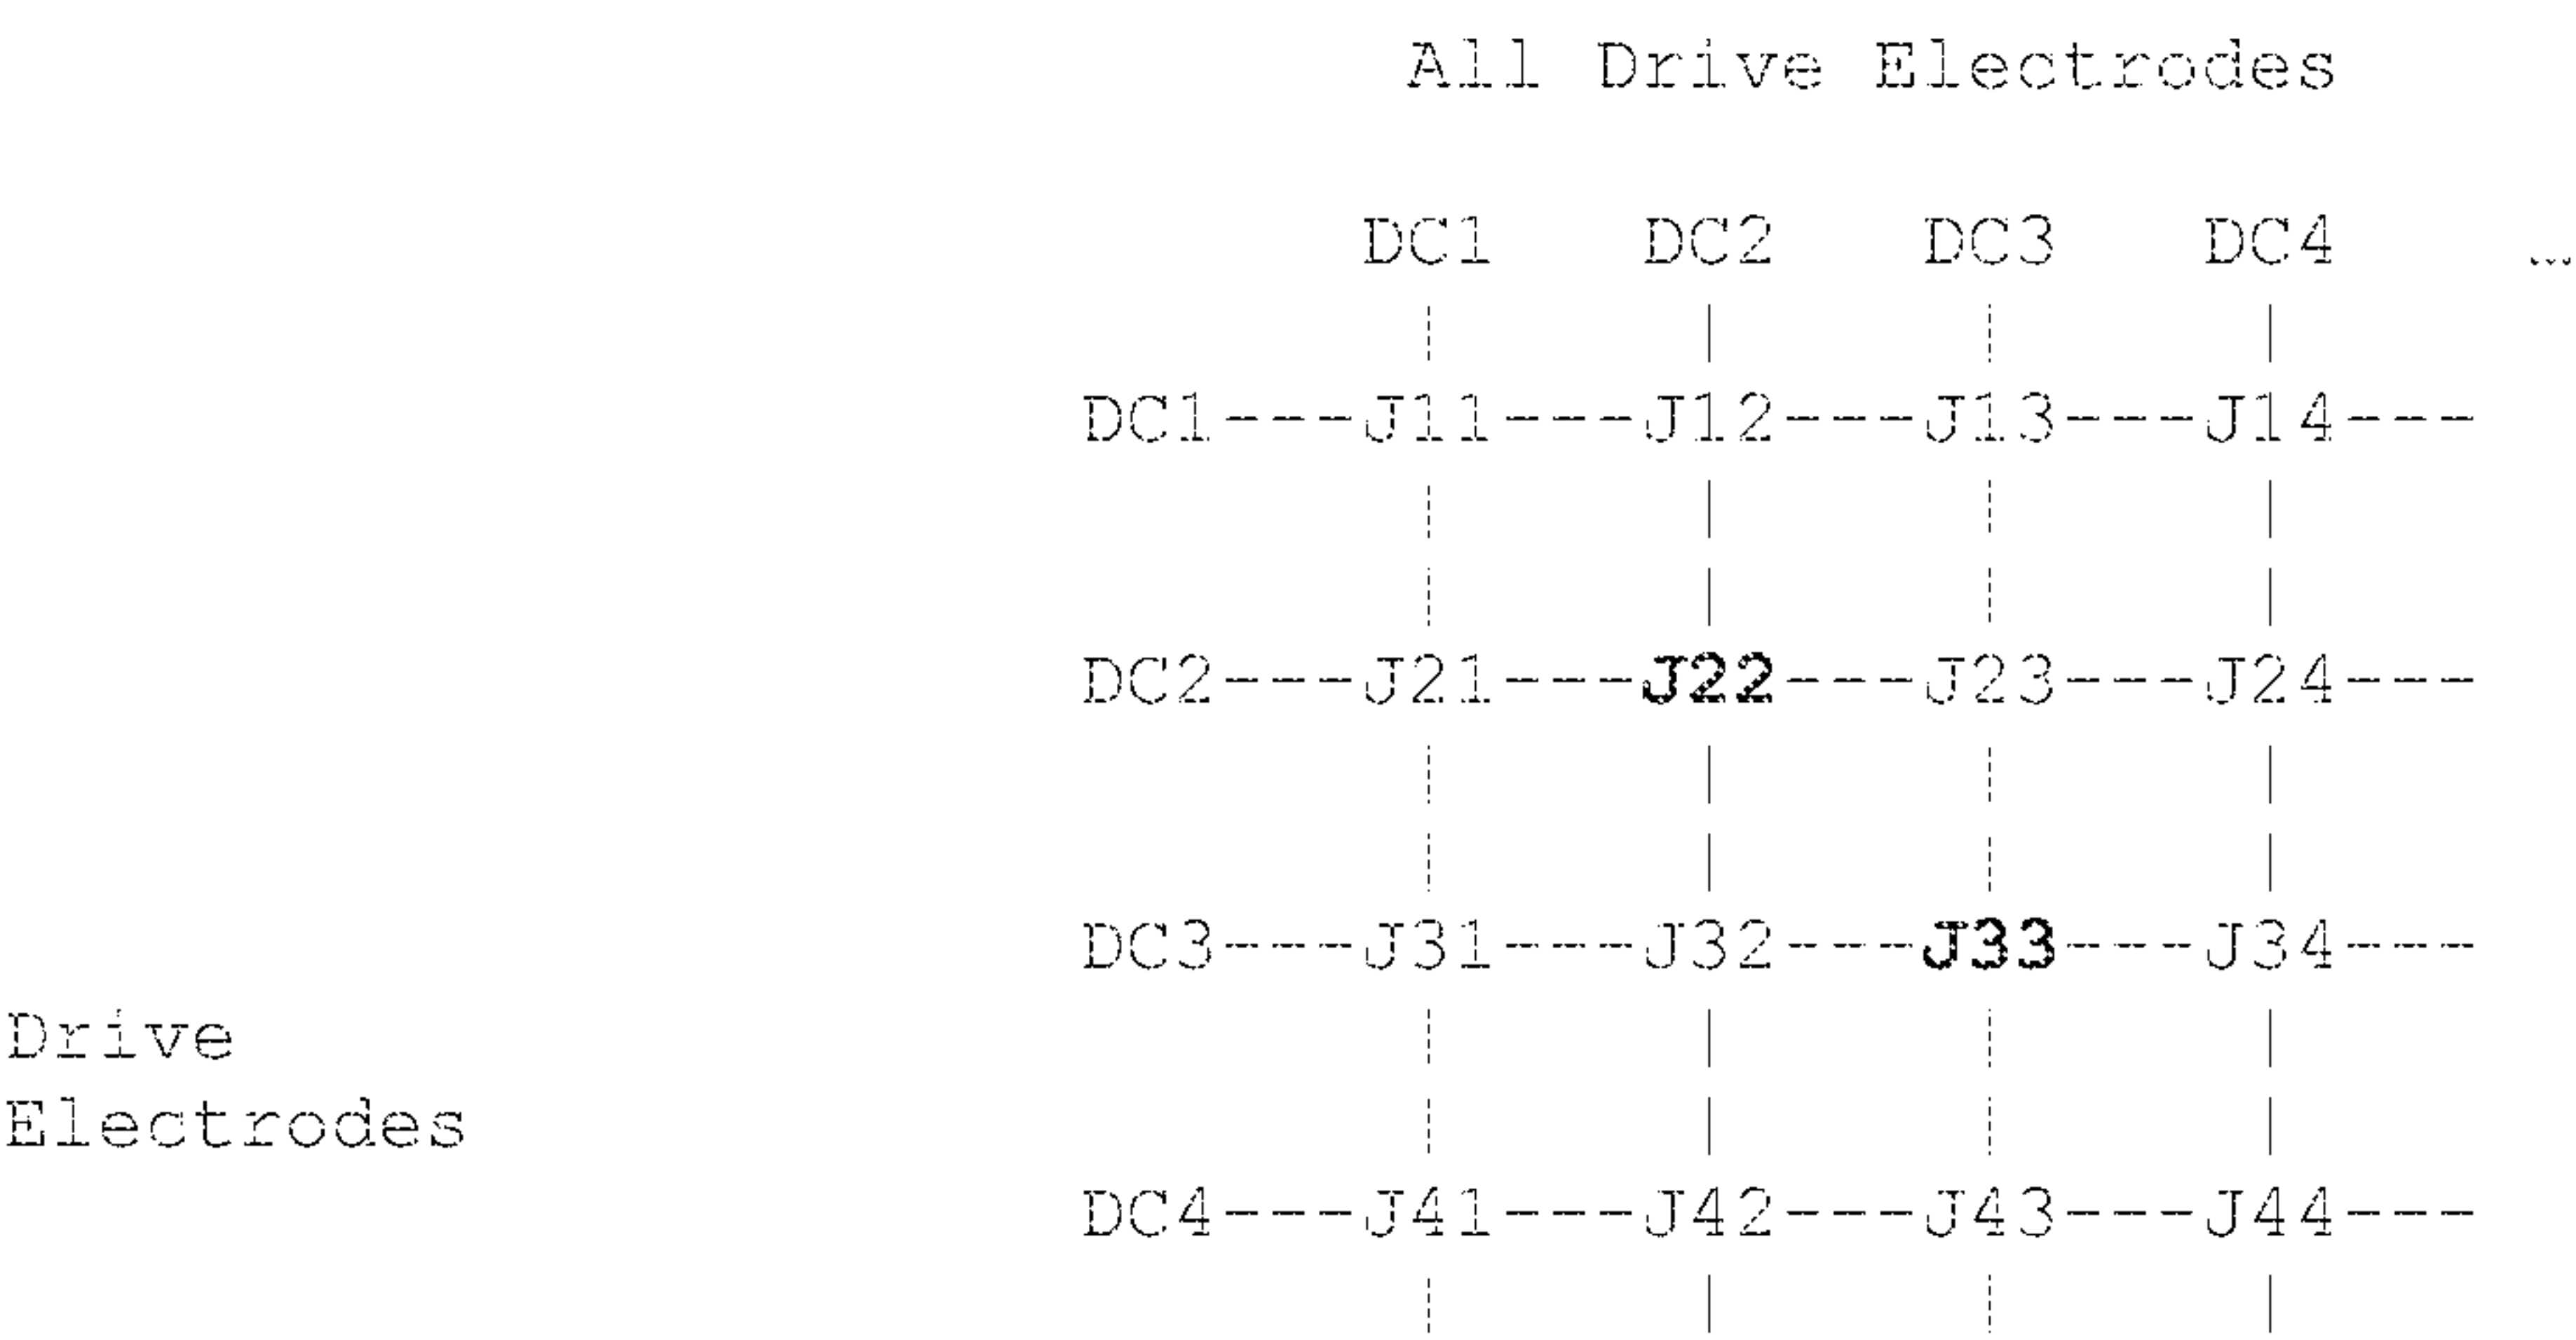 All Drive Electrodes
DC1 DC2 DC3 DC4 ...
DC1---J11---J12---J13---J14---
DC2---J21---J22---J23---J24---
DC3---J31---J32---J33---J34---
Drive
Electrodes
DC4---J41---J42---J43---J44---